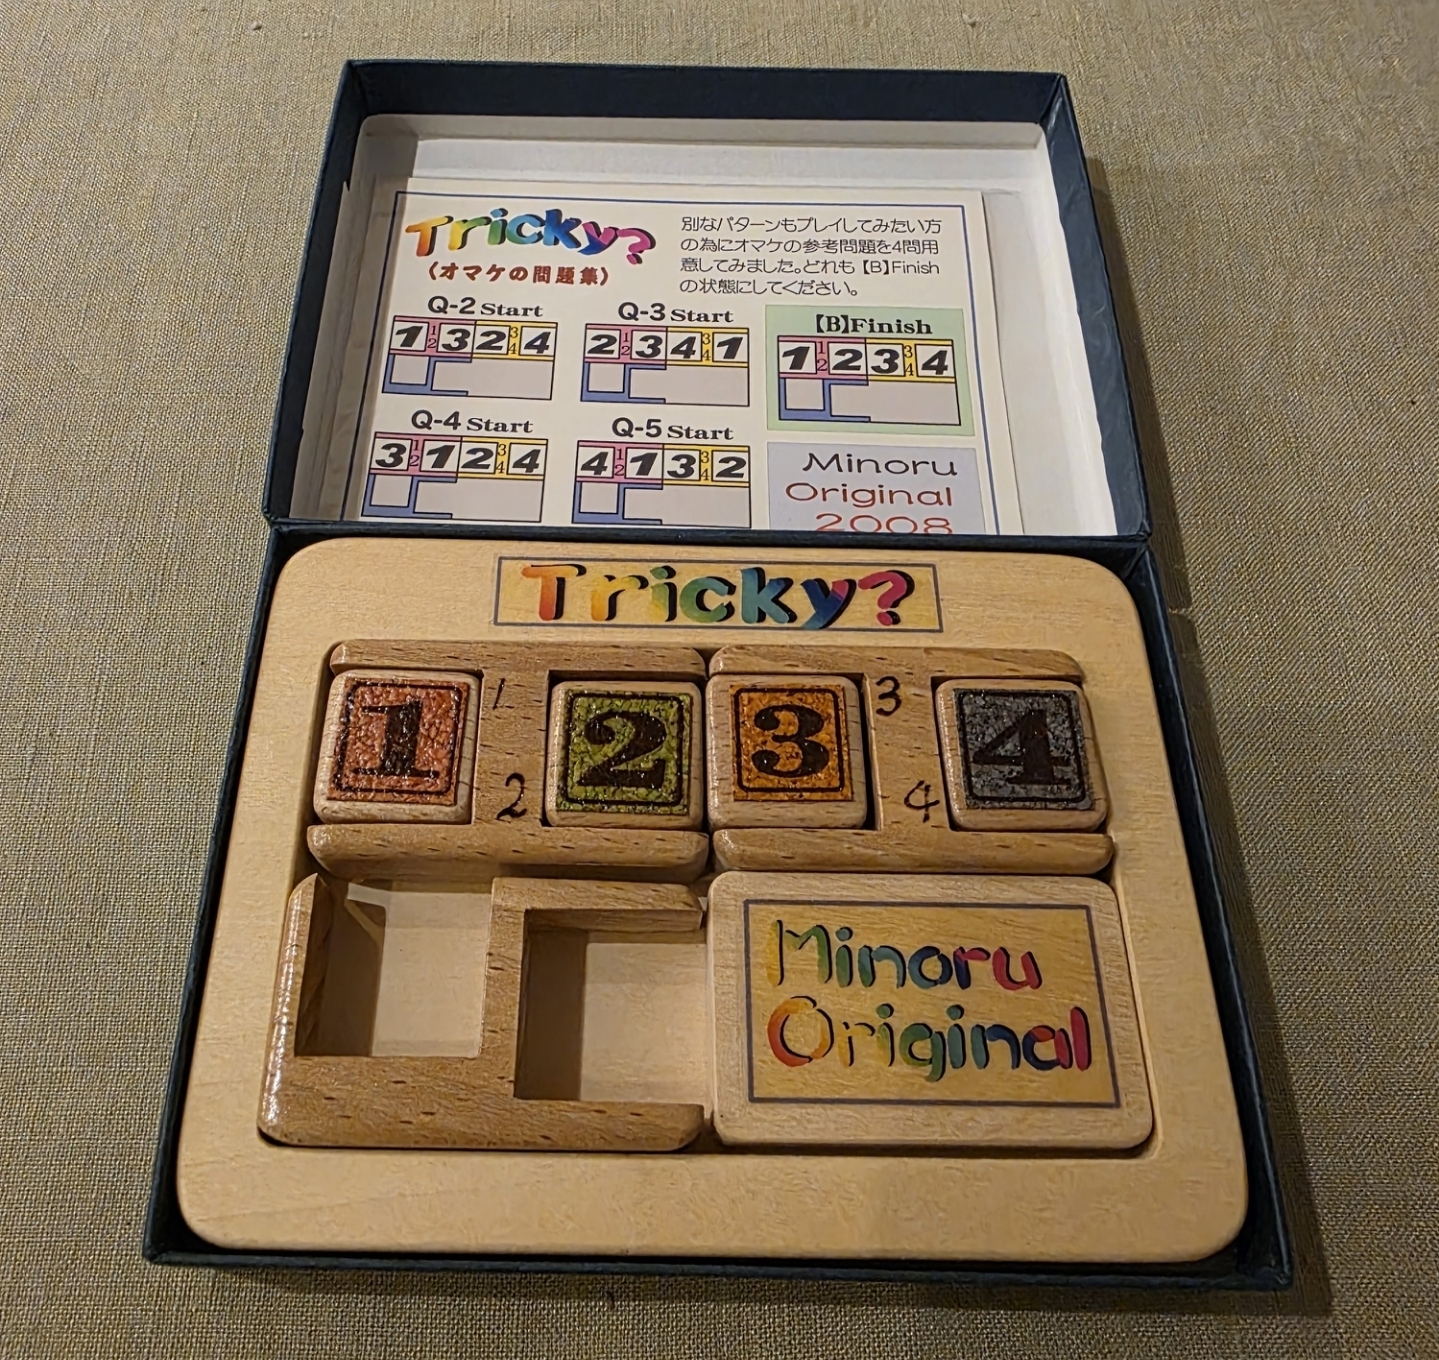 Tricky?
〈オマケの問題集〉
別なパターンもプレイしてみたい方
の為にオマケの参考問題を4問用
意してみました。どれも【B】Finish
の状態にしてください。
Q-2 Start
1 1 2 3 2 3 4 4
Q-3 Start
2 1 2 3 4 3 4 1
【B】Finish
1 1 2 2 3 3 4 4
Q-4 Start
3 1 2 1 2 3 4 4
Q-5 Start
4 1 2 1 3 3 4 2
Minoru
Original
2008
Tricky?
1 1 2 2 3 3 4 4
Minoru
Original